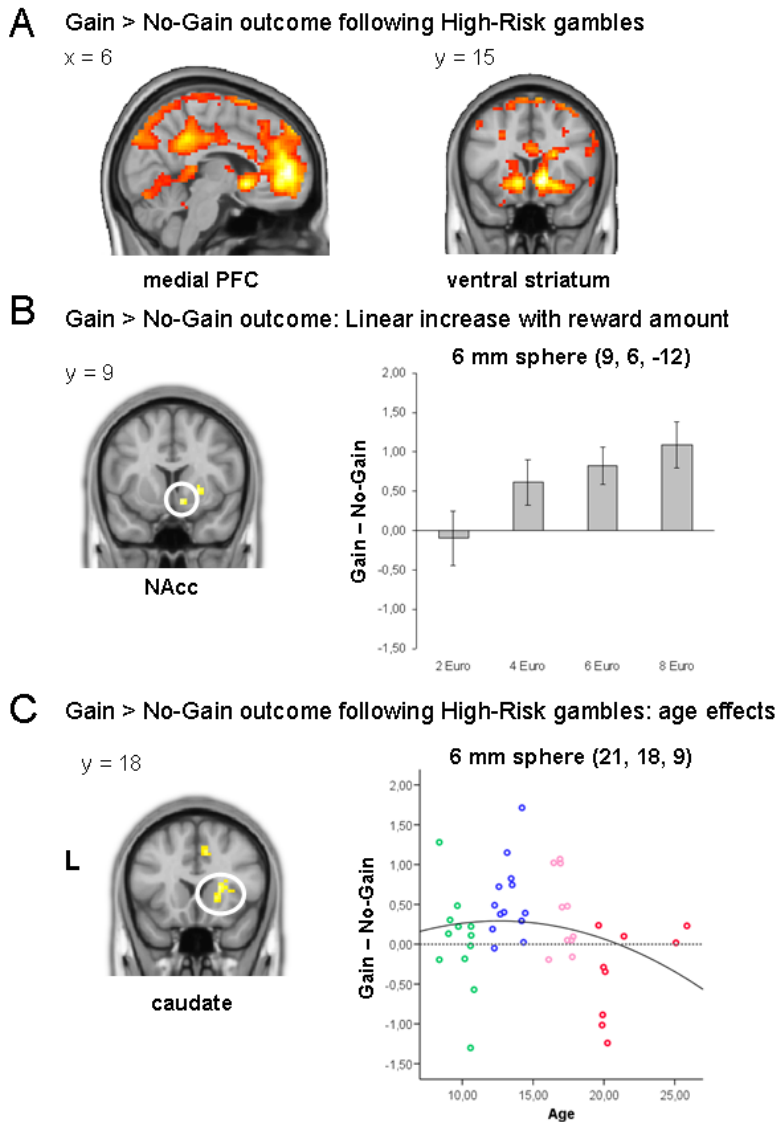 A Gain > No-Gain outcome following High-Risk gambles
x = 6
y = 15
medial PFC
ventral striatum
B Gain > No-Gain outcome: Linear increase with reward amount
y = 9
NAcc
6 mm sphere (9, 6, -12)
Gain – No-Gain
2,00
1,50
1,00
0,50
0,00
-0,50
-1,00
-1,50
2 Euro 4 Euro 6 Euro 8 Euro
C Gain > No-Gain outcome following High-Risk gambles: age effects
y = 18
L
caudate
6 mm sphere (21, 18, 9)
Gain – No-Gain
2,00
1,50
1,00
0,50
0,00
-0,50
-1,00
-1,50
10,00 15,00 20,00 25,00
Age